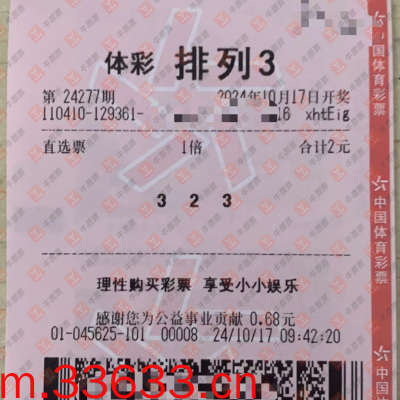 体彩 排列3
第 24277期 2024年10月17日开奖
110410-129361- 16 xhtEig
直选票 1倍 合计2元
3 2 3
理性购买彩票 享受小小娱乐
感谢您为公益事业贡献 0.68元
01-045625-101 00008 24/10/17 09:42:20
m.33633.cn
中国体育彩票
中国体育彩票